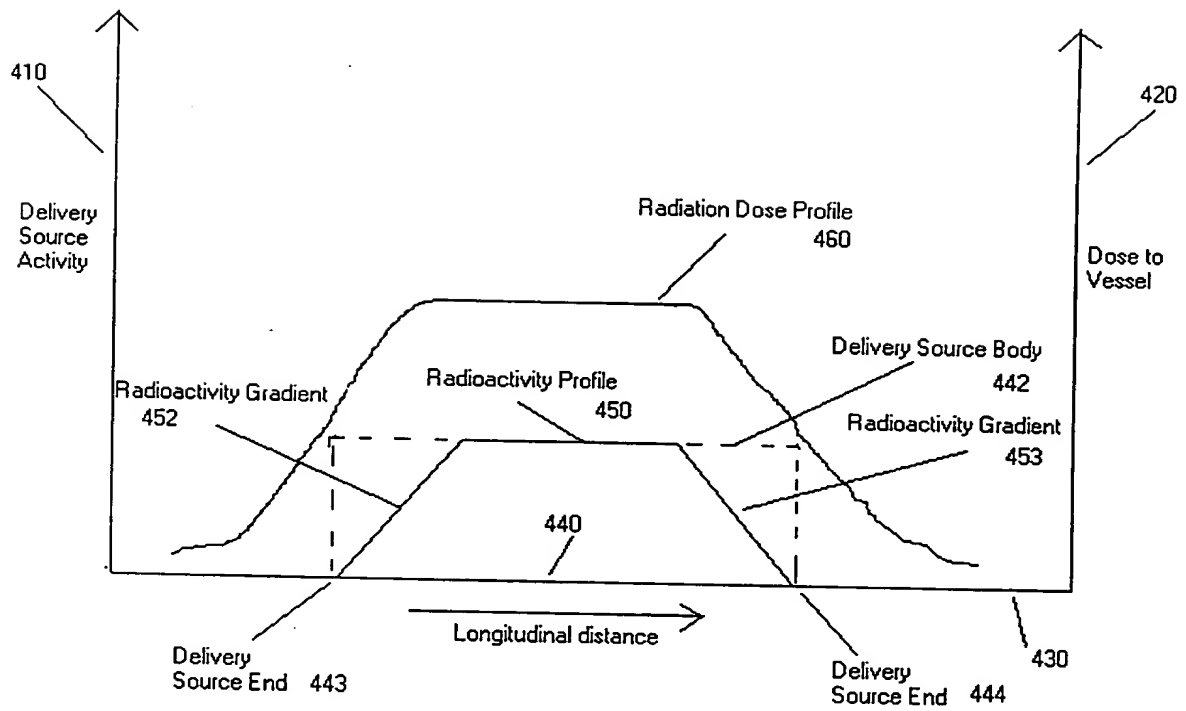 410
420
Delivery
Source
Activity
Radiation Dose Profile
460
Dose to
Vessel
Delivery Source Body
442
Radioactivity Gradient
452
Radioactivity Profile
450
Radioactivity Gradient
453
440
Longitudinal distance
430
Delivery
Source End 443
Delivery
Source End 444